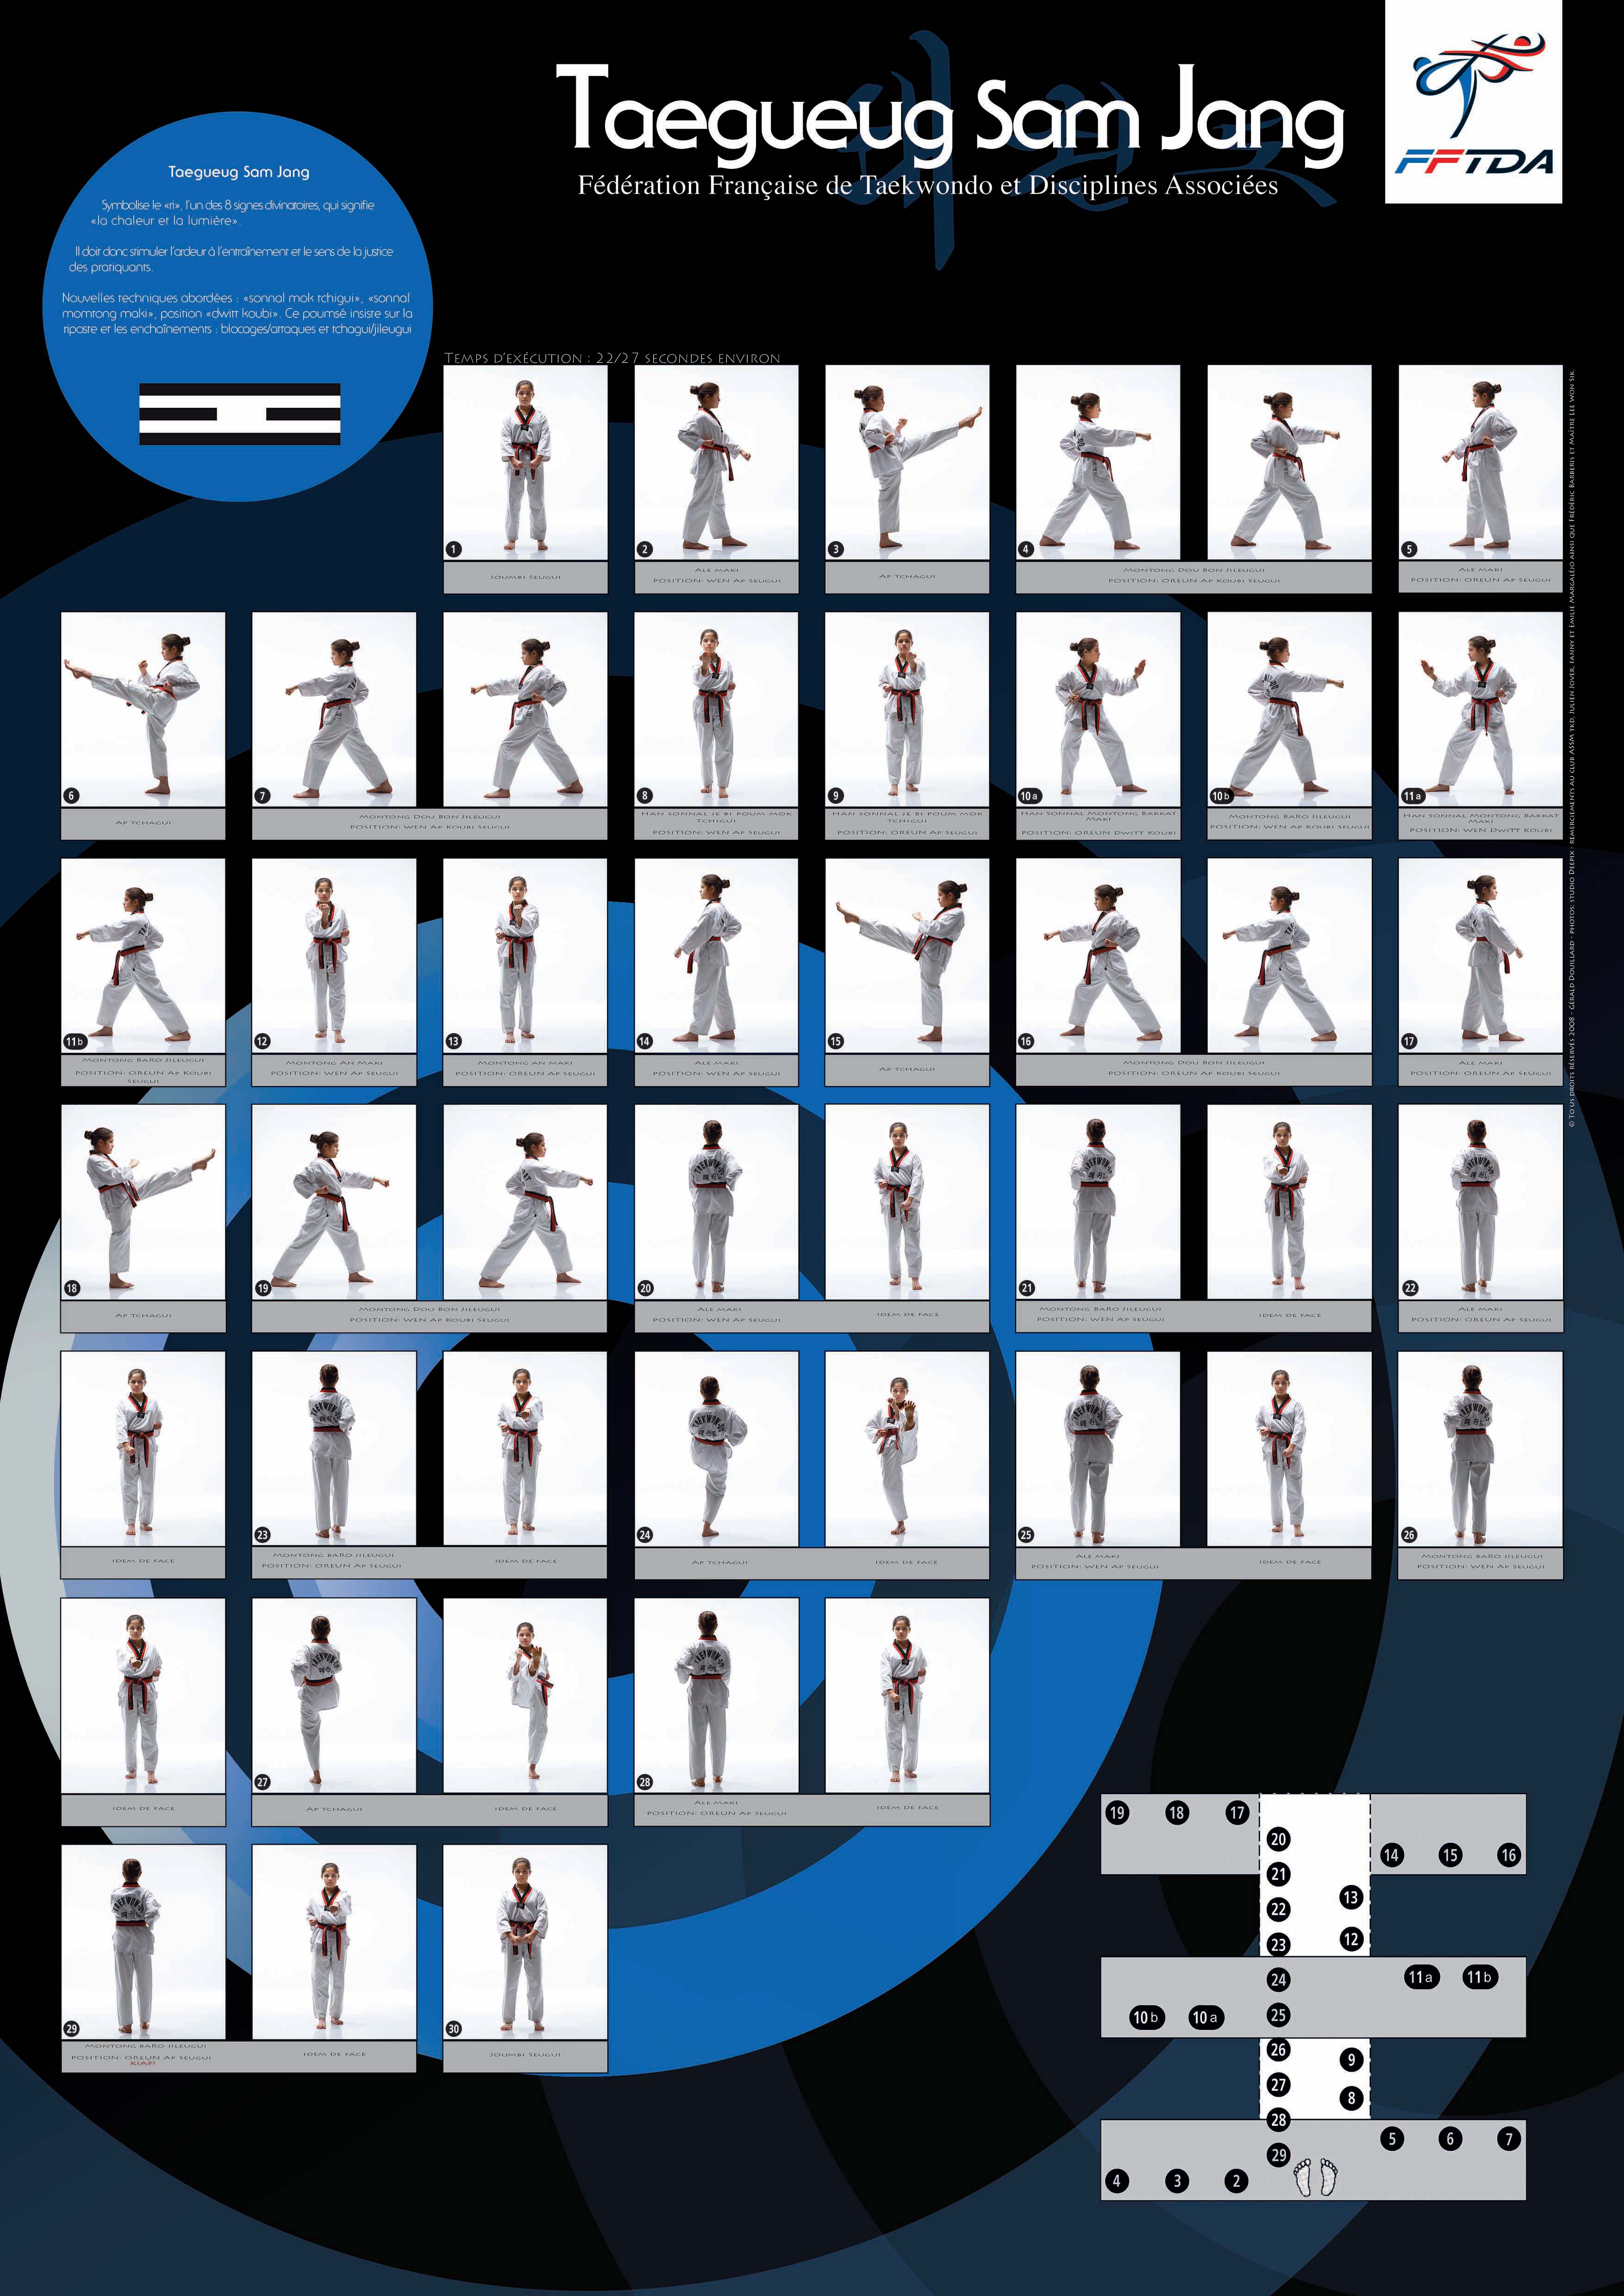 Taegueug Sam Jang
Fédération Française de Taekwondo et Disciplines Associées
FFTDA
Taegueug Sam Jang
Symbolise le «ri», l'un des 8 signes divinatoires, qui signifie
«la chaleur et la lumière».
Il doit donc stimuler l'ardeur à l'entraînement et le sens de la justice
des pratiquants.
Nouvelles techniques abordées : «sonnal mok tchigui», «sonnal
momtong maki», position «dwitt koubi». Ce poumsé insiste sur la
riposte et les enchaînements : blocages/attaques et tchagui/jileugui
Temps d'exécution : 22/27 secondes environ
1
Joumbi Seugui
2
Ale maki
position: Wen Ap Seugui
3
Ap tchagui
4
Montong Dou Bon Jileugui
position: Oreun Ap Koubi Seugui
5
Ale maki
position: Oreun Ap Seugui
6
Ap tchagui
7
Montong Dou Bon Jileugui
position: Wen Ap Koubi Seugui
8
Han sonnal je bi poum mok
tchigui
position: Wen Ap Seugui
9
Han sonnal je bi poum mok
tchigui
position: Oreun Ap Seugui
10a
Han Sonnal Montong Bakkat
Maki
position: Oreun Dwitt Koubi
10b
Montong Baro Jileugui
position: Wen Ap Koubi Seugui
11a
Han Sonnal Montong Bakkat
Maki
position: Wen Dwitt Koubi
11b
Montong Baro Jileugui
position: Oreun Ap Koubi
Seugui
12
Montong An Maki
position: Wen Ap Seugui
13
Montong an maki
position: Oreun Ap Seugui
14
Ale maki
position: Wen Ap Seugui
15
Ap tchagui
16
Montong Dou Bon Jileugui
position: Oreun Ap Koubi Seugui
17
Ale maki
position: Oreun Ap Seugui
18
Ap tchagui
19
Montong Dou Bon Jileugui
position: Wen Ap Koubi Seugui
20
Ale maki
position: Wen Ap Seugui
idem de face
21
Montong Baro Jileugui
position: Wen Ap Seugui
idem de face
22
Ale maki
position: Oreun Ap Seugui
idem de face
23
Montong baro jileugui
position: Oreun Ap Seugui
idem de face
24
Ap tchagui
idem de face
25
Ale maki
position: Wen Ap Seugui
idem de face
26
Montong baro jileugui
position: Wen Ap Seugui
idem de face
27
Ap tchagui
idem de face
28
Ale maki
position: Oreun Ap Seugui
idem de face
29
Montong baro jileugui
position: Oreun Ap Seugui
KIAP!
idem de face
30
Joumbi Seugui
© To us droits réservés 2008 - Gérald Douillard - photos: studio Deepix - remerciements au club ASSM TKD, Julien Jover, Fanny et Emilie Margaléjo ainsi que Frédéric Barberis et Maître Lee Won Sik.
19 18 17
20
14 15 16
21
13
22
12
23
24
11a 11b
10b 10a
25
26
9
27
8
28
5 6 7
29
4 3 2